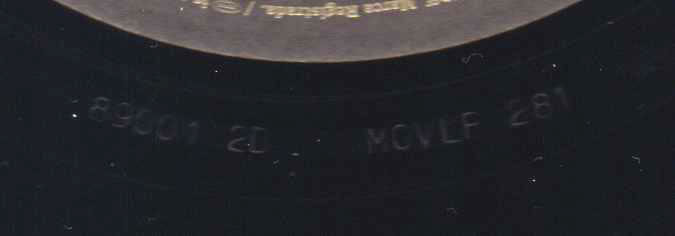 Marca Registrada. /
89001 2D MCVLP 281